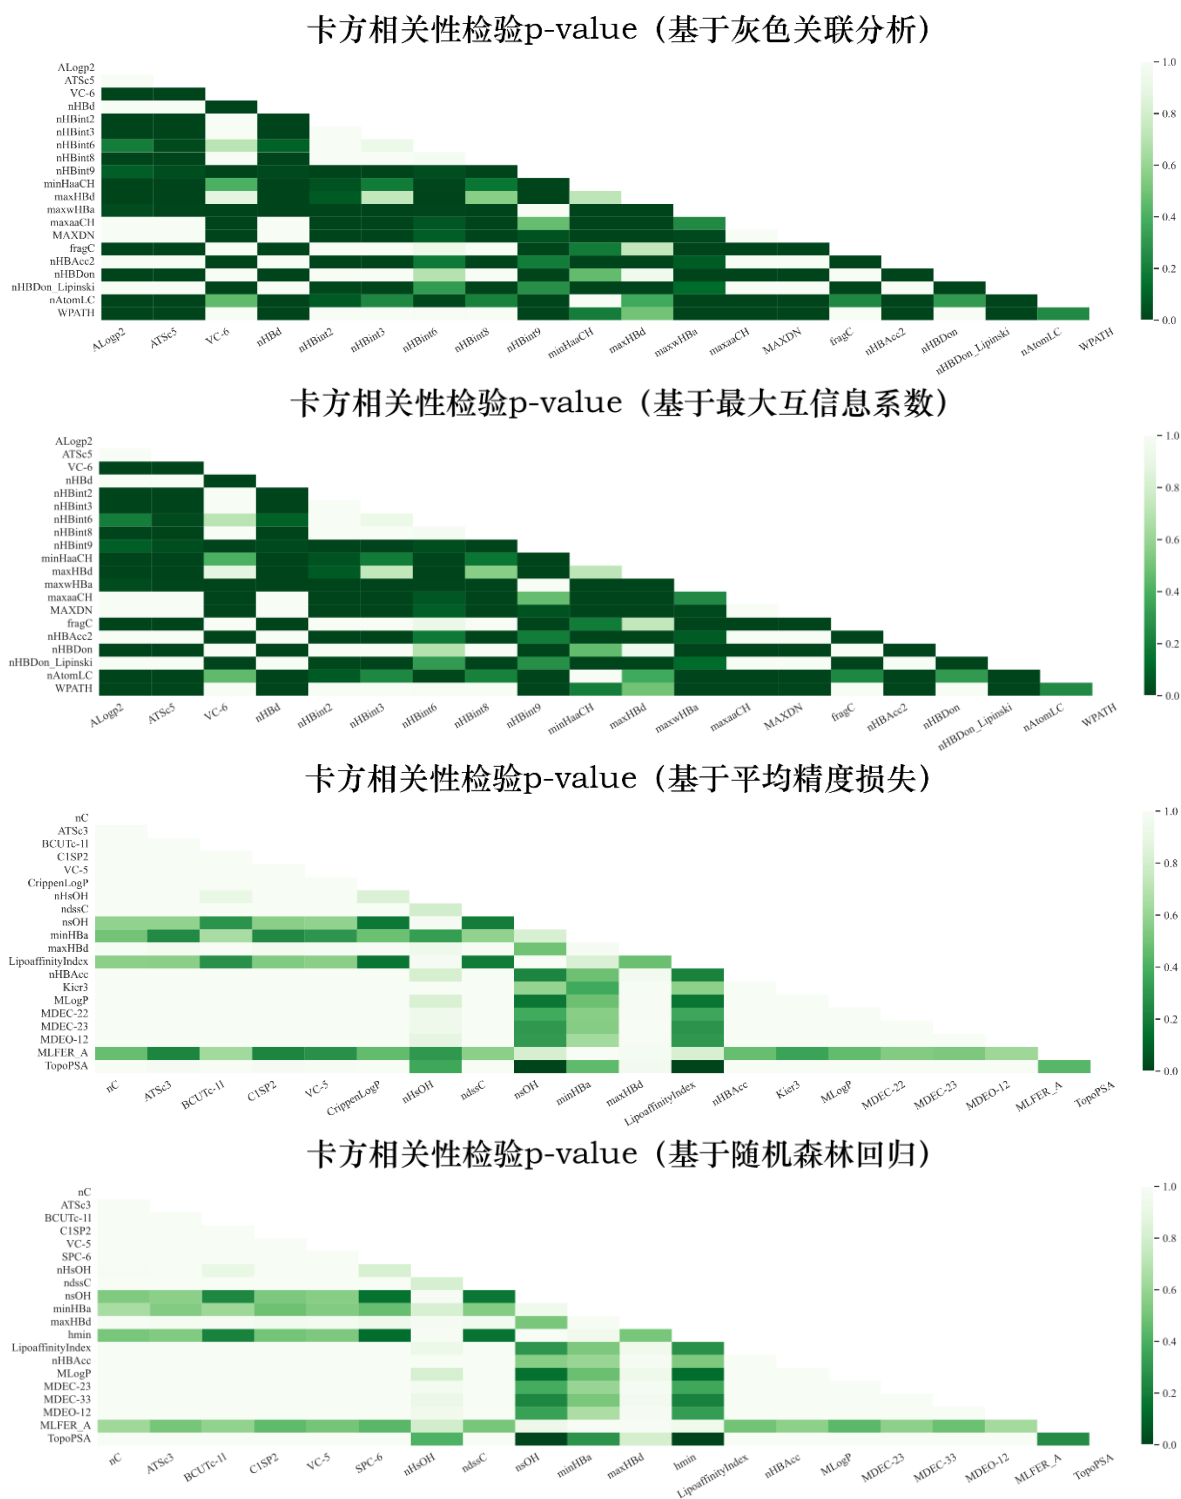 卡方相关性检验p-value（基于灰色关联分析）
ALogp2
ATSc5
VC-6
nHBd
nHBint2
nHBint3
nHBint6
nHBint8
nHBint9
minHaaCH
maxHBd
maxwHBa
maxaaCH
MAXDN
fragC
nHBAcc2
nHBDon
nHBDon_Lipinski
nAtomLC
WPATH
ALogp2 ATSc5 VC-6 nHBd nHBint2 nHBint3 nHBint6 nHBint8 nHBint9 minHaaCH maxHBd maxwHBa maxaaCH MAXDN fragC nHBAcc2 nHBDon nHBDon_Lipinski nAtomLC WPATH
1.0
0.8
0.6
0.4
0.2
0.0
卡方相关性检验p-value（基于最大互信息系数）
ALogp2
ATSc5
VC-6
nHBd
nHBint2
nHBint3
nHBint6
nHBint8
nHBint9
minHaaCH
maxHBd
maxwHBa
maxaaCH
MAXDN
fragC
nHBAcc2
nHBDon
nHBDon_Lipinski
nAtomLC
WPATH
ALogp2 ATSc5 VC-6 nHBd nHBint2 nHBint3 nHBint6 nHBint8 nHBint9 minHaaCH maxHBd maxwHBa maxaaCH MAXDN fragC nHBAcc2 nHBDon nHBDon_Lipinski nAtomLC WPATH
1.0
0.8
0.6
0.4
0.2
0.0
卡方相关性检验p-value（基于平均精度损失）
nC
ATSc3
BCUTc-1l
C1SP2
VC-5
CrippenLogP
nHsOH
ndssC
nsOH
minHBa
maxHBd
LipoaffinityIndex
nHBAcc
Kier3
MLogP
MDEC-22
MDEC-23
MDEO-12
MLFER_A
TopoPSA
nC ATSc3 BCUTc-1l C1SP2 VC-5 CrippenLogP nHsOH ndssC nsOH minHBa maxHBd LipoaffinityIndex nHBAcc Kier3 MLogP MDEC-22 MDEC-23 MDEO-12 MLFER_A TopoPSA
1.0
0.8
0.6
0.4
0.2
0.0
卡方相关性检验p-value（基于随机森林回归）
nC
ATSc3
BCUTc-1l
C1SP2
VC-5
SPC-6
nHsOH
ndssC
nsOH
minHBa
maxHBd
hmin
LipoaffinityIndex
nHBAcc
MLogP
MDEC-23
MDEC-33
MDEO-12
MLFER_A
TopoPSA
nC ATSc3 BCUTc-1l C1SP2 VC-5 SPC-6 nHsOH ndssC nsOH minHBa maxHBd hmin LipoaffinityIndex nHBAcc MLogP MDEC-23 MDEC-33 MDEO-12 MLFER_A TopoPSA
1.0
0.8
0.6
0.4
0.2
0.0